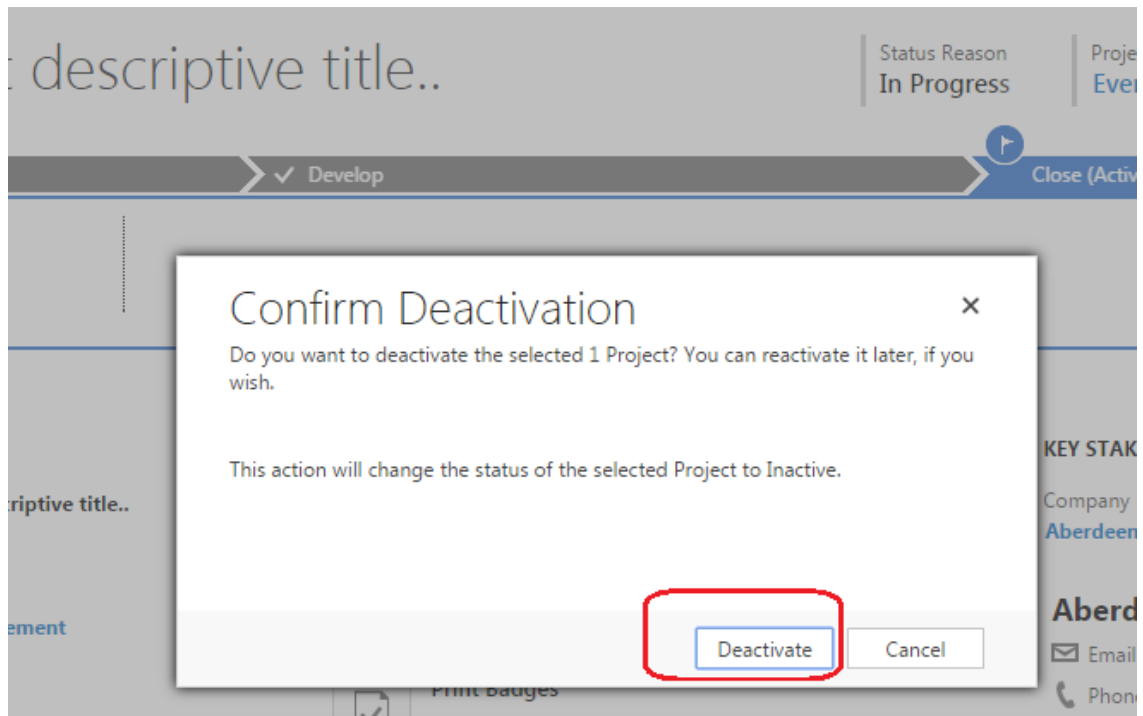 descriptive title..
Status Reason
In Progress
Develop
Close (Activ
Confirm Deactivation
Do you want to deactivate the selected 1 Project? You can reactivate it later, if you
wish.
This action will change the status of the selected Project to Inactive.
Deactivate
Cancel
riptive title..
ement
KEY STAK
Company
Aberdeen
Aberd
Email
Phone
Print Badges